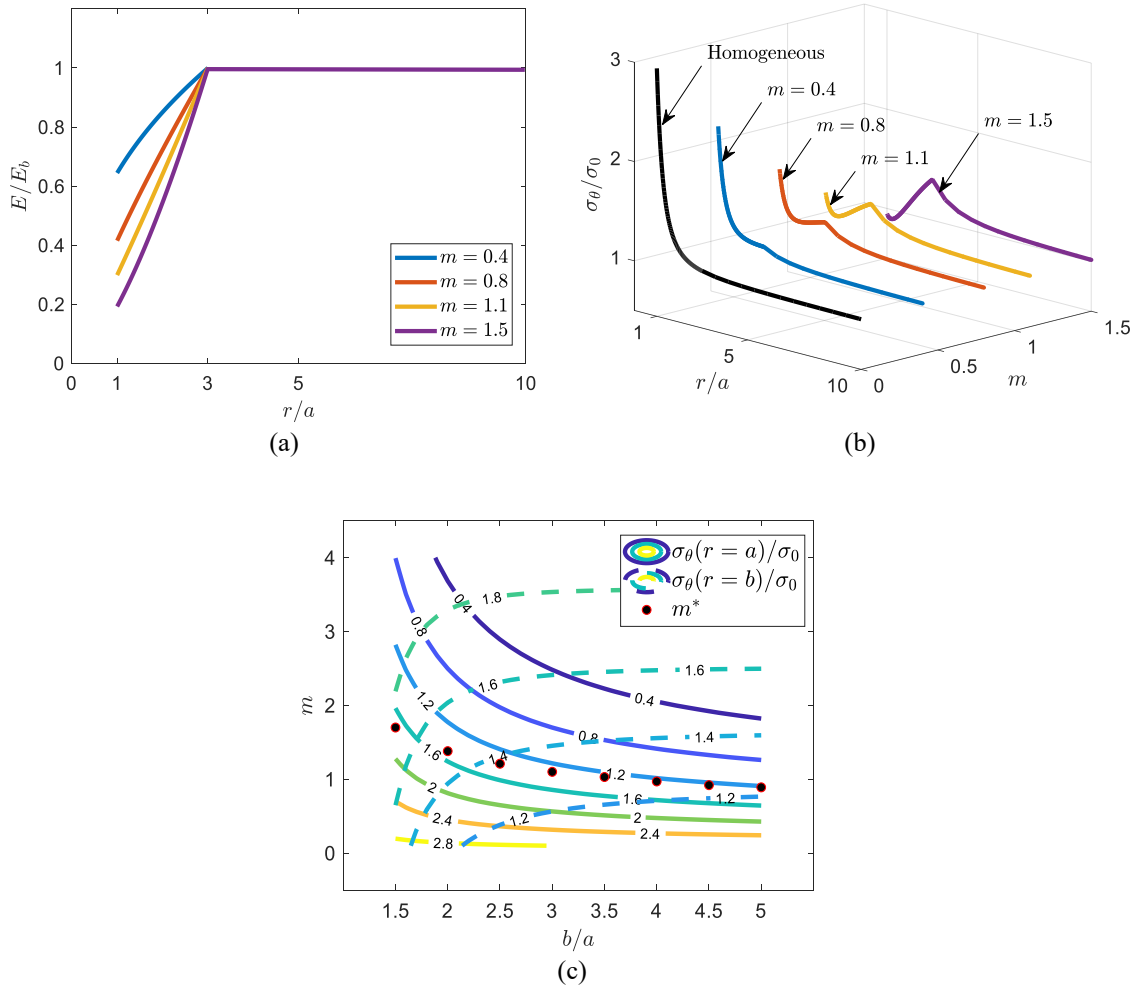 E/E_b
1
0.8
0.6
0.4
0.2
0
m = 0.4
m = 0.8
m = 1.1
m = 1.5
0 1 3 5 10
r/a
(a)
σ_θ/σ_0
3
2
1
Homogeneous
m = 0.4
m = 0.8
m = 1.1
m = 1.5
1 5 10
r/a
0 0.5 1 1.5
m
(b)
m
4
3
2
1
0
σ_θ(r = a)/σ_0
σ_θ(r = b)/σ_0
m*
1.8
0.4
0.8
1.6
1.6
1.2
0.4
0.8
1.4
1.6
1.4
1.2
2
1.6
1.2
2.4
1.2
2
2.4
2.8
1.5 2 2.5 3 3.5 4 4.5 5
b/a
(c)